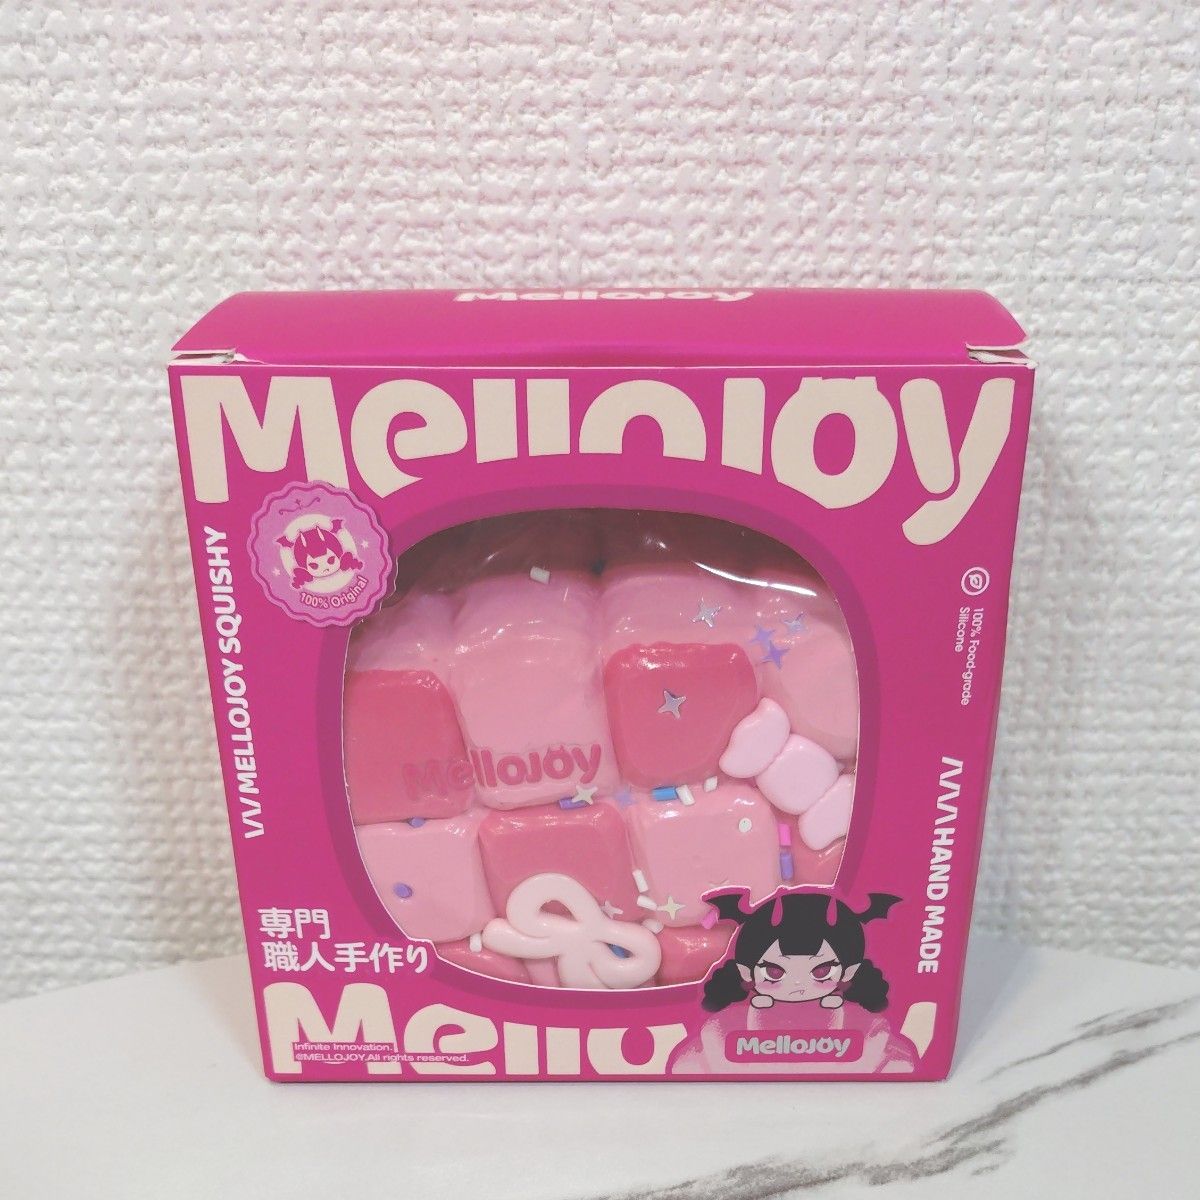 Mellojoy
Mellojoy
100% Original
W MELLOJOY SQUISHY
100% Food-grade
Silicone
Mellojoy
HAND MADE
専門
職人手作り
Infinite Innovation.
©MELLOJOY.All rights reserved.
Mellojoy